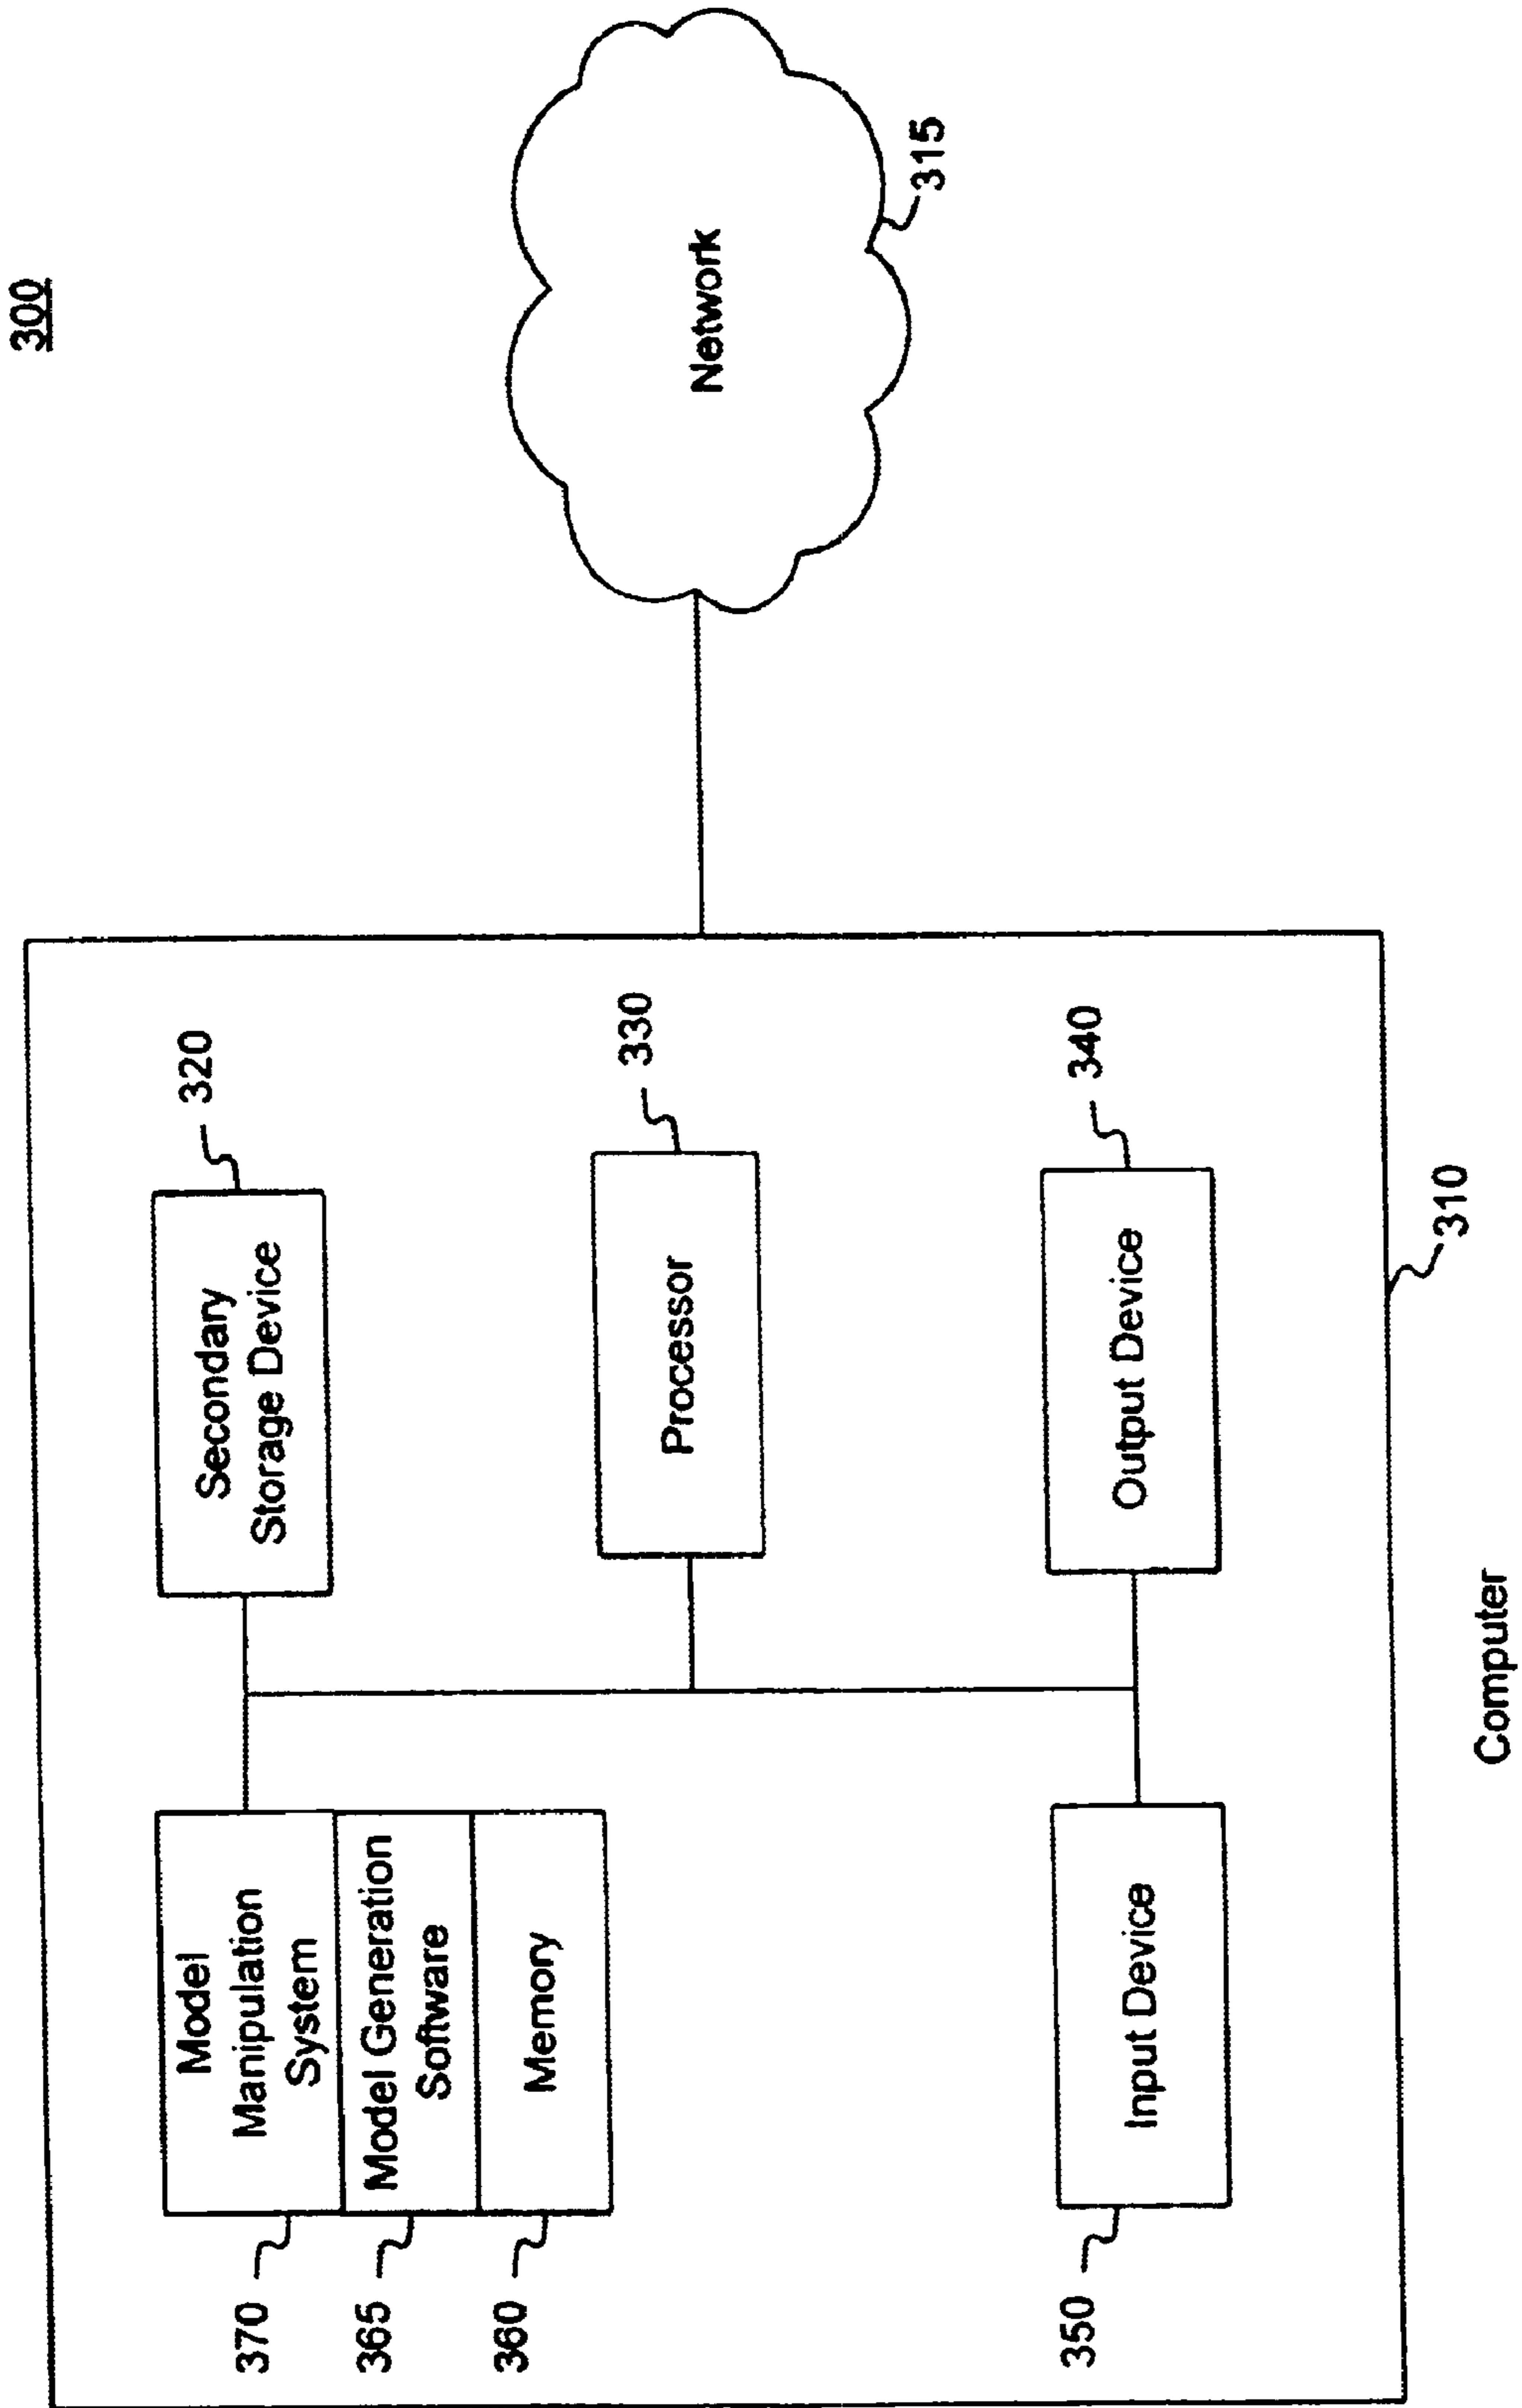 300
370
Model
Manipulation
System
365
Model Generation
Software
360
Memory
350
Input Device
Secondary
Storage Device
320
Processor
330
Output Device
340
310
Computer
Network
315